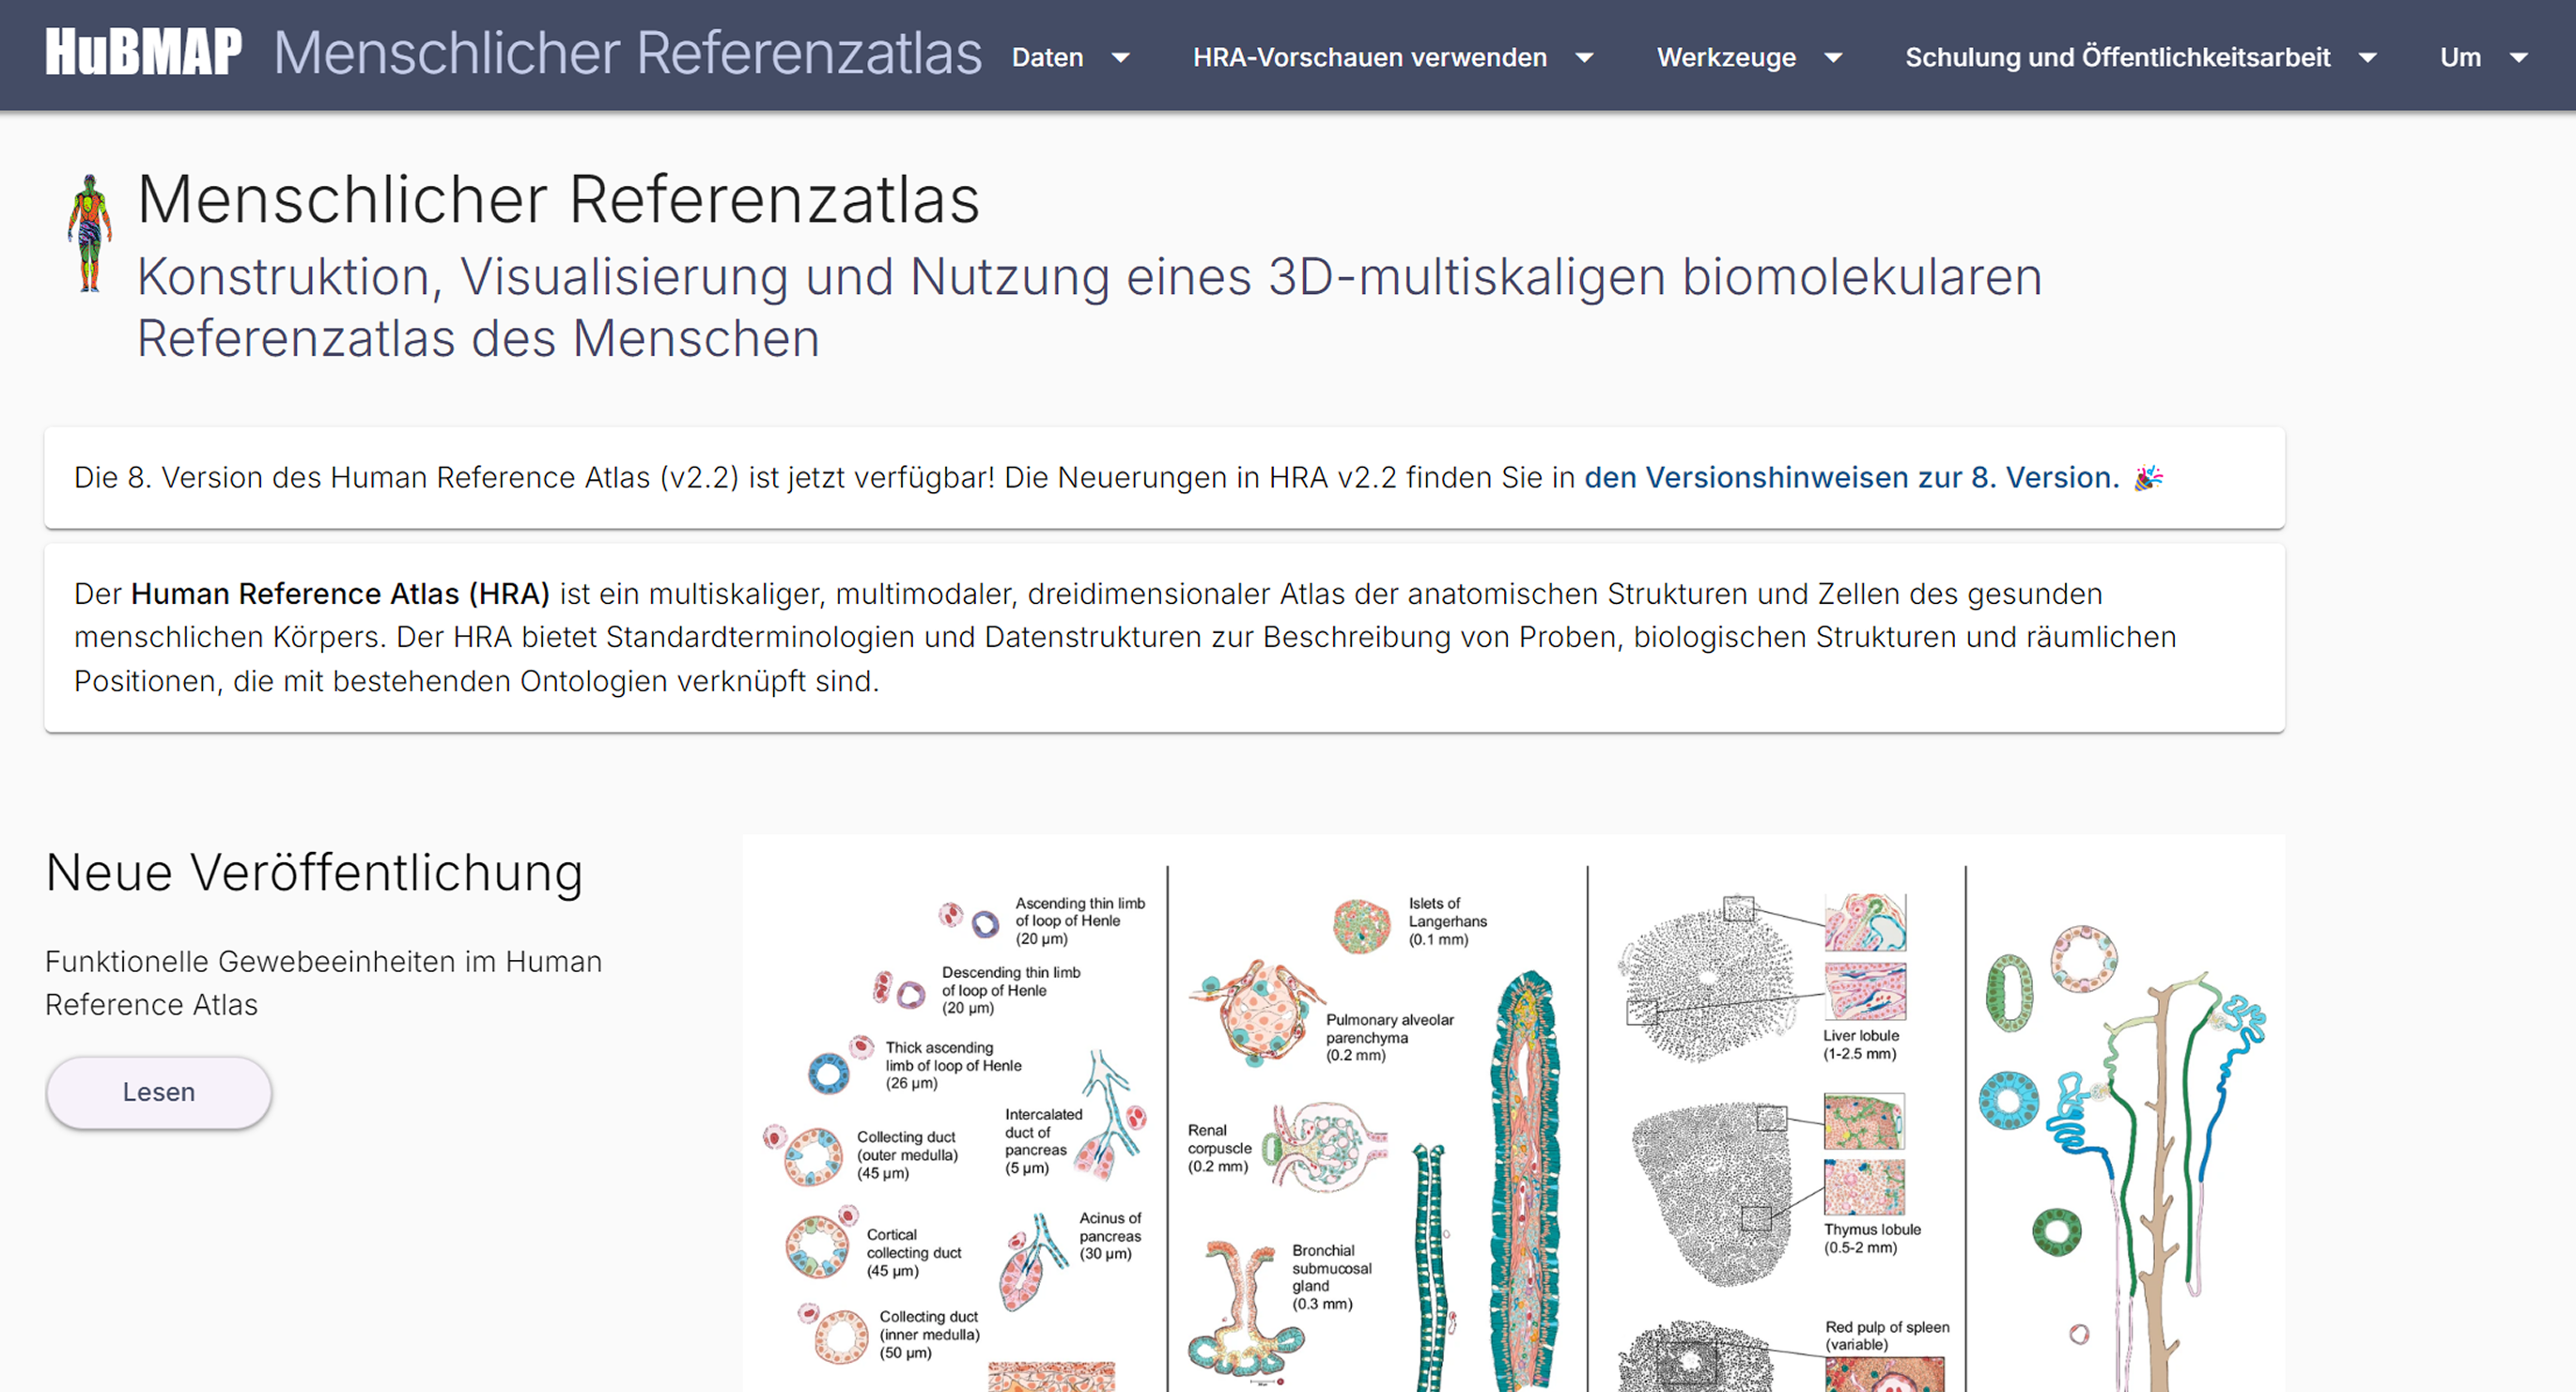 HuBMAP Menschlicher Referenzatlas Daten HRA-Vorschauen verwenden Werkzeuge Schulung und Öffentlichkeitsarbeit Um
Menschlicher Referenzatlas
Konstruktion, Visualisierung und Nutzung eines 3D-multiskaligen biomolekularen
Referenzatlas des Menschen
Die 8. Version des Human Reference Atlas (v2.2) ist jetzt verfügbar! Die Neuerungen in HRA v2.2 finden Sie in den Versionshinweisen zur 8. Version. 🎉
Der Human Reference Atlas (HRA) ist ein multiskaliger, multimodaler, dreidimensionaler Atlas der anatomischen Strukturen und Zellen des gesunden
menschlichen Körpers. Der HRA bietet Standardterminologien und Datenstrukturen zur Beschreibung von Proben, biologischen Strukturen und räumlichen
Positionen, die mit bestehenden Ontologien verknüpft sind.
Neue Veröffentlichung
Funktionelle Gewebeeinheiten im Human
Reference Atlas
Lesen
Ascending thin limb
of loop of Henle
(20 µm)
Descending thin limb
of loop of Henle
(20 µm)
Thick ascending
limb of loop of Henle
(26 µm)
Intercalated
duct of
pancreas
(5 µm)
Collecting duct
(outer medulla)
(45 µm)
Acinus of
pancreas
(30 µm)
Cortical
collecting duct
(45 µm)
Collecting duct
(inner medulla)
(50 µm)
Islets of
Langerhans
(0.1 mm)
Pulmonary alveolar
parenchyma
(0.2 mm)
Renal
corpuscle
(0.2 mm)
Bronchial
submucosal
gland
(0.3 mm)
Liver lobule
(1-2.5 mm)
Thymus lobule
(0.5-2 mm)
Red pulp of spleen
(variable)